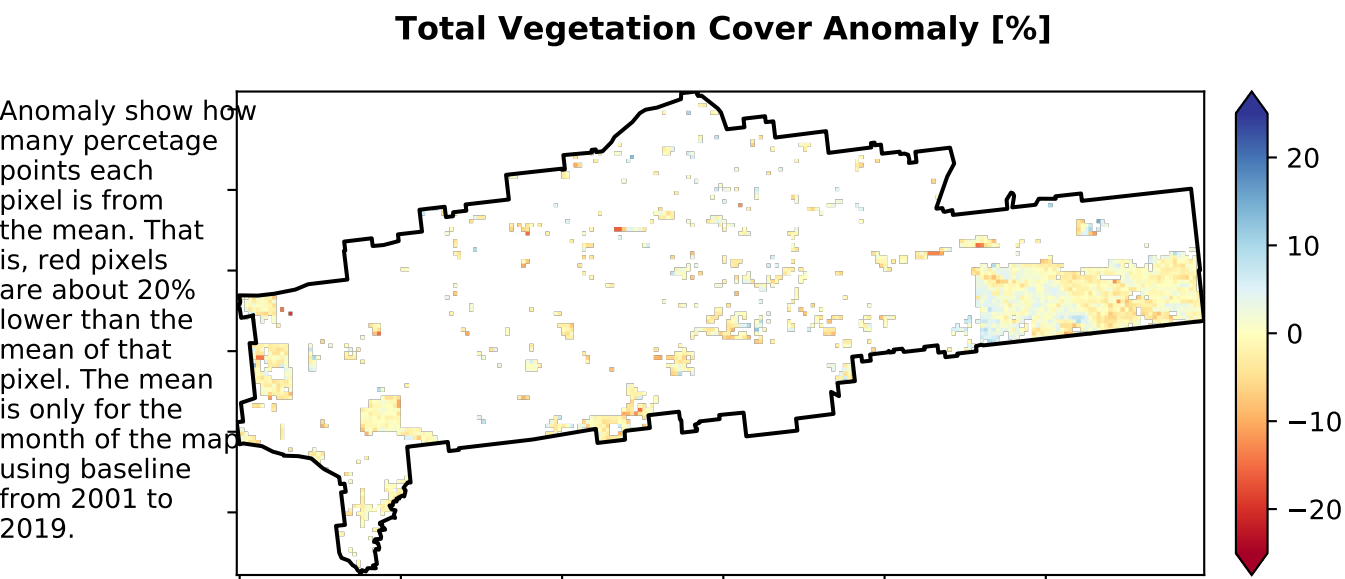 Total Vegetation Cover Anomaly [%]
Anomaly show how
many percetage
points each
pixel is from
the mean. That
is, red pixels
are about 20%
lower than the
mean of that
pixel. The mean
is only for the
month of the map
using baseline
from 2001 to
2019.
20
10
0
−10
−20